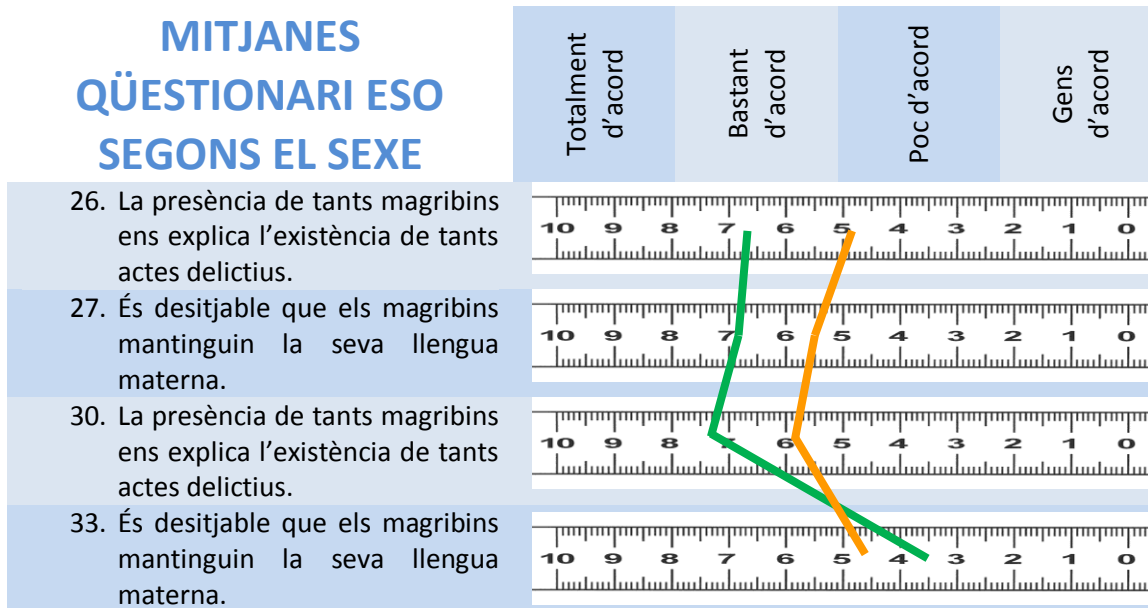 MITJANES
QÜESTIONARI ESO
SEGONS EL SEXE
Totalment
d’acord
Bastant
d’acord
Poc d’acord
Gens
d’acord
26. La presència de tants magribins
ens explica l’existència de tants
actes delictius.
10 9 8 7 6 5 4 3 2 1 0
27. És desitjable que els magribins
mantinguin la seva llengua
materna.
10 9 8 7 6 5 4 3 2 1 0
30. La presència de tants magribins
ens explica l’existència de tants
actes delictius.
10 9 8 7 6 5 4 3 2 1 0
33. És desitjable que els magribins
mantinguin la seva llengua
materna.
10 9 8 7 6 5 4 3 2 1 0